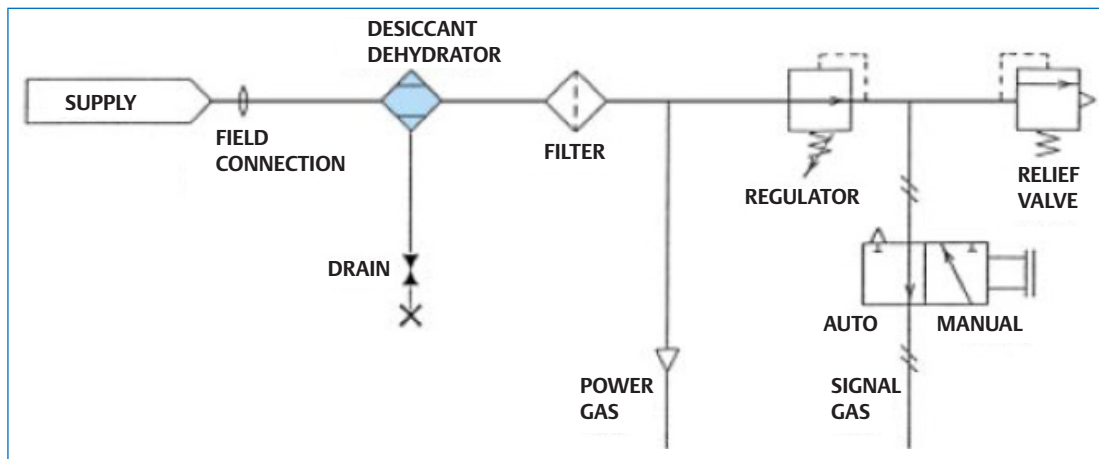 DESICCANT
DEHYDRATOR
SUPPLY
FIELD
CONNECTION
FILTER
REGULATOR
RELIEF
VALVE
DRAIN
AUTO
MANUAL
POWER
GAS
SIGNAL
GAS